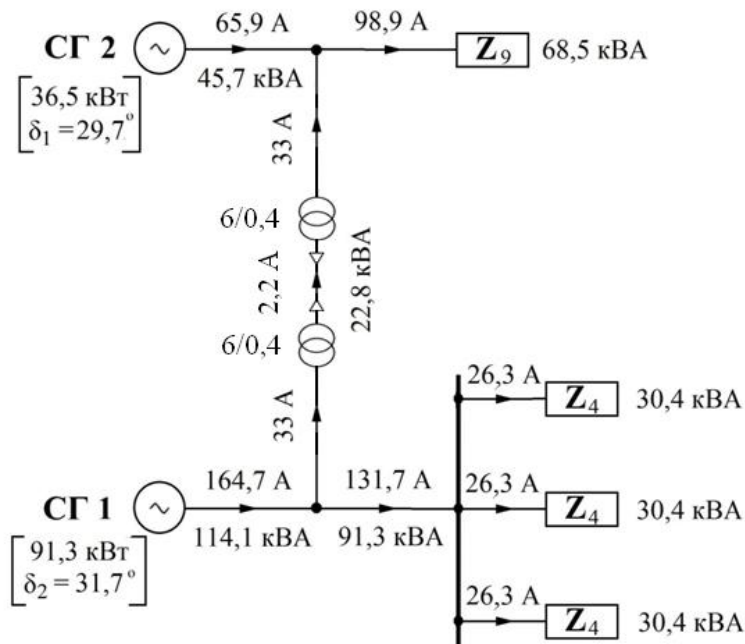 65,9 А
98,9 А
СГ 2
~
Z9
68,5 кВА
45,7 кВА
36,5 кВт
δ1 =29,7°
33 А
6/0,4
2,2 А
22,8 кВА
6/0,4
33 А
26,3 А
Z4
30,4 кВА
164,7 А
131,7 А
26,3 А
СГ 1
~
Z4
30,4 кВА
114,1 кВА
91,3 кВА
91,3 кВт
δ2 = 31,7°
26,3 А
Z4
30,4 кВА